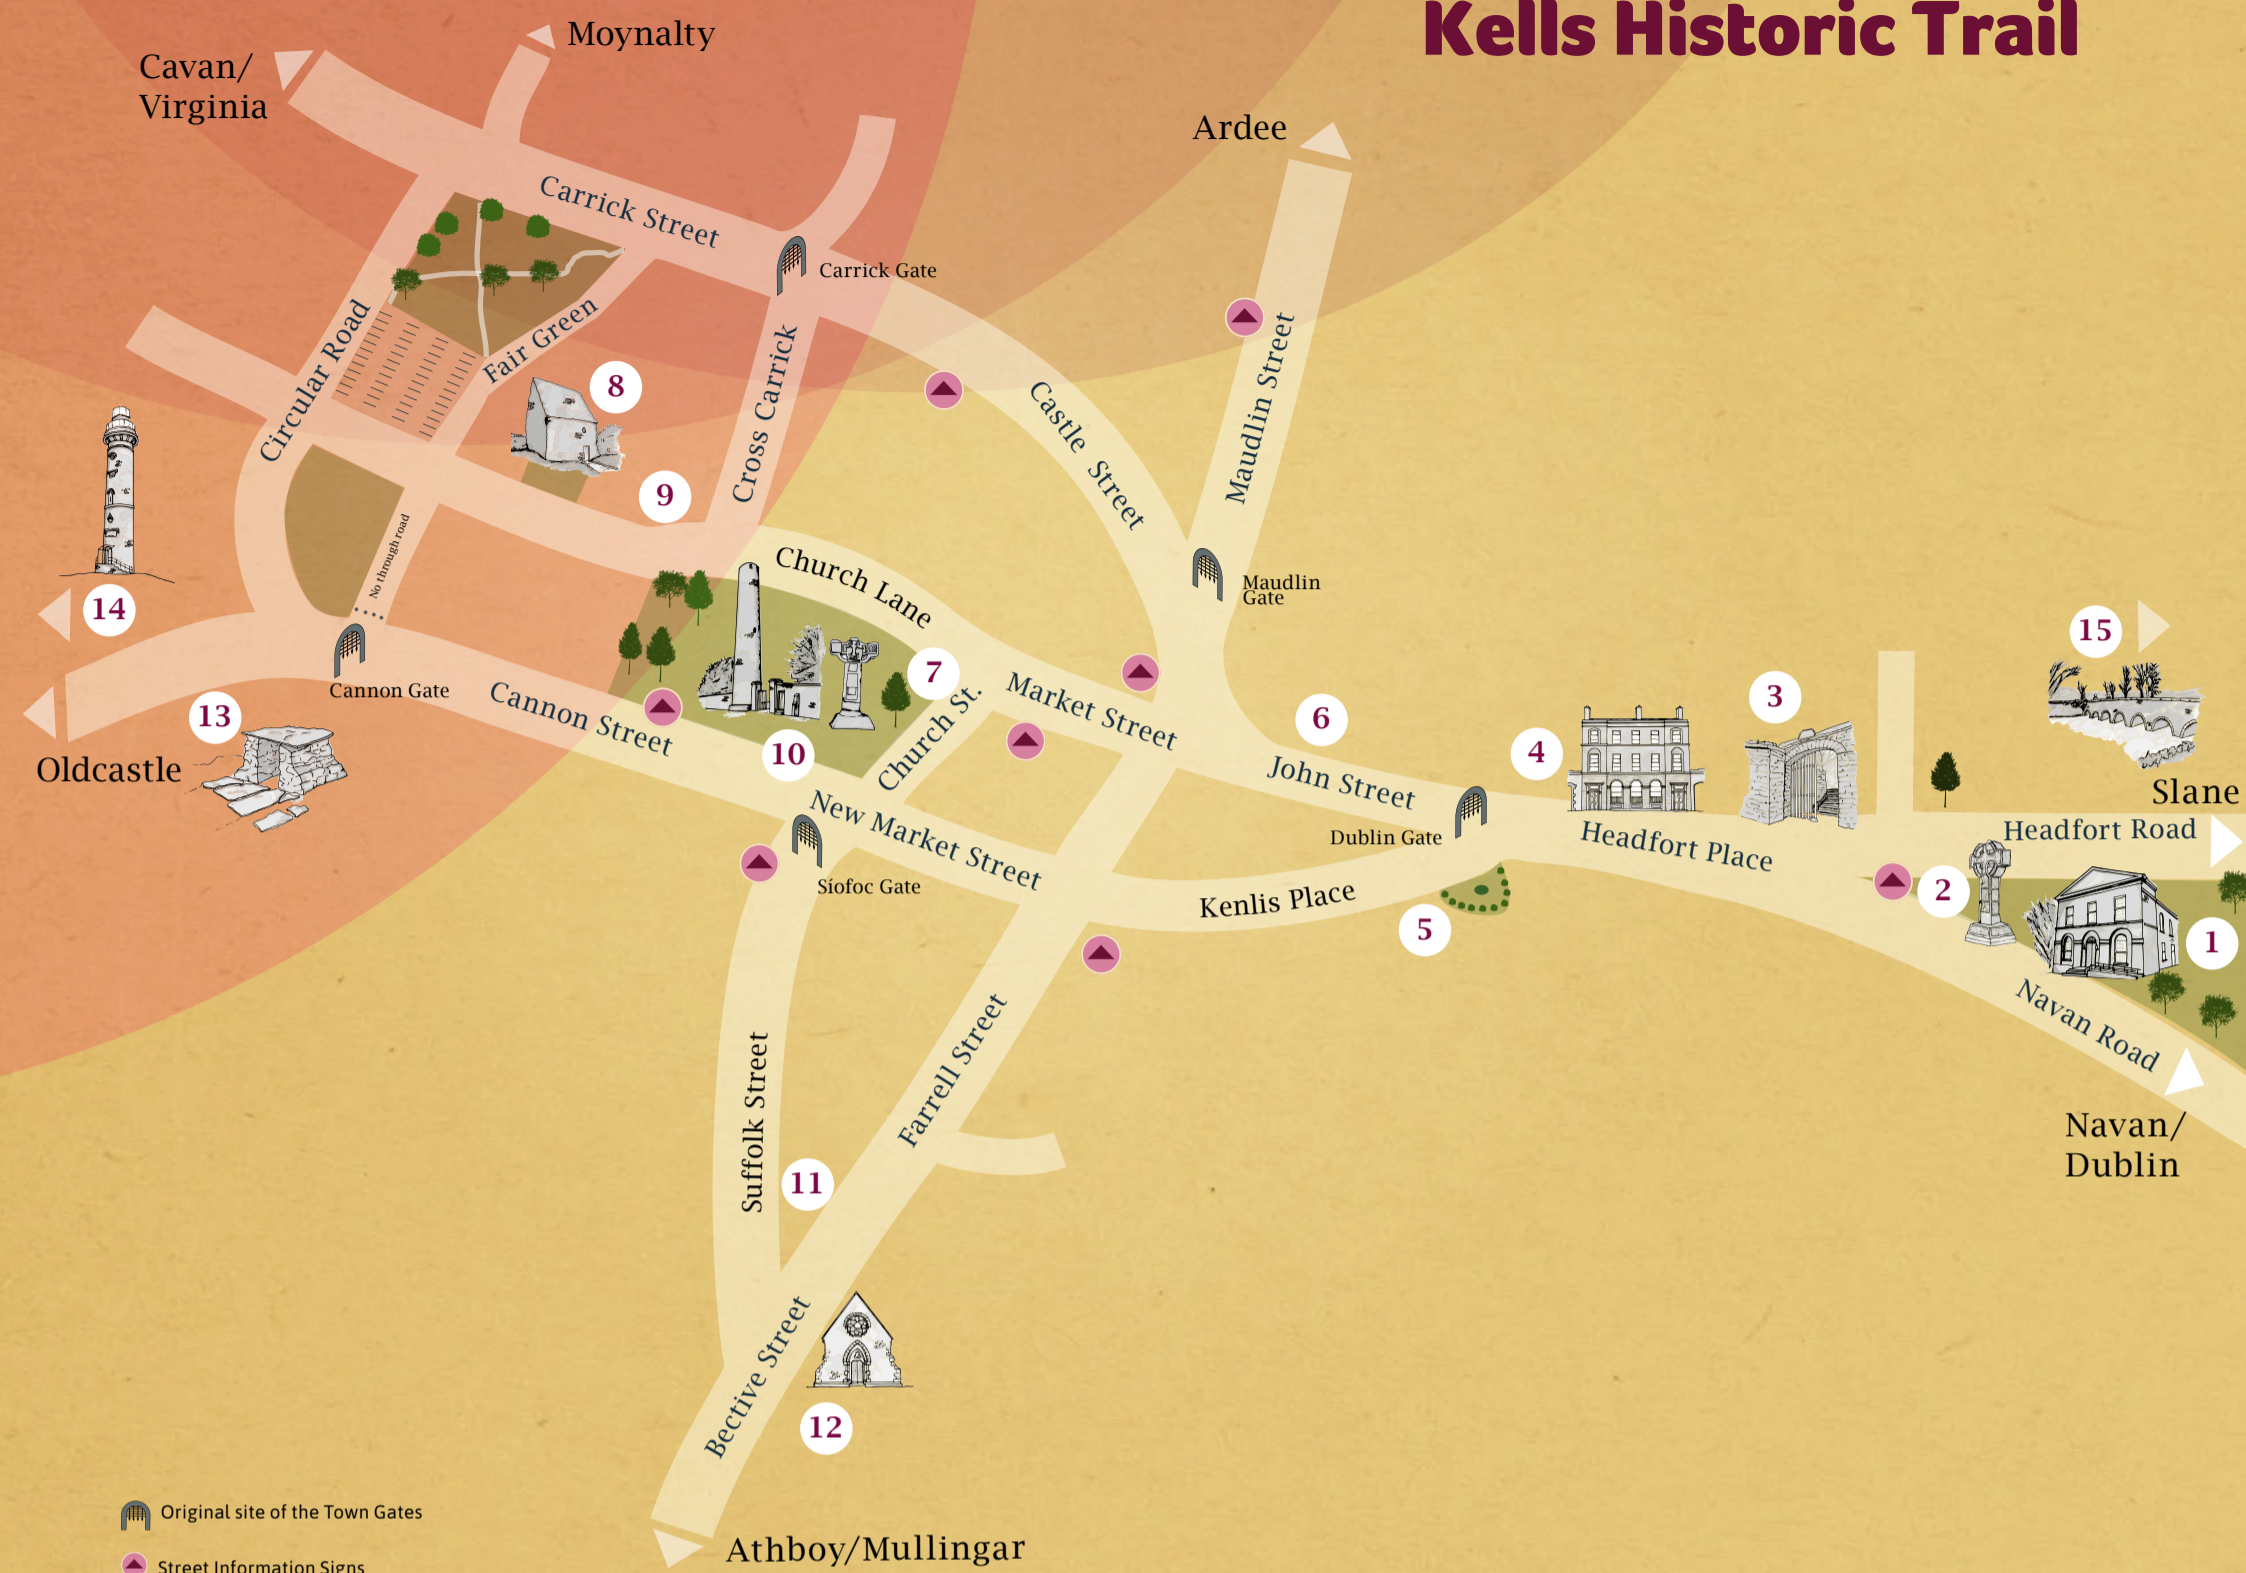 Kells Historic Trail
Moynalty
Cavan/
Virginia
Ardee
Carrick Street
Carrick Gate
Circular Road
Fair Green
Cross Carrick
Castle Street
Maudlin Street
8
9
No through road
14
Church Lane
Maudlin
Gate
15
Cannon Gate
13
Cannon Street
7
Market Street
6
3
4
Oldcastle
10
Church St.
John Street
Slane
New Market Street
Dublin Gate
Headfort Place
Headfort Road
Síofoc Gate
Kenlis Place
5
2
1
Navan Road
Suffolk Street
Farrell Street
Navan/
Dublin
11
Bective Street
12
Original site of the Town Gates
Athboy/Mullingar
Street Information Signs